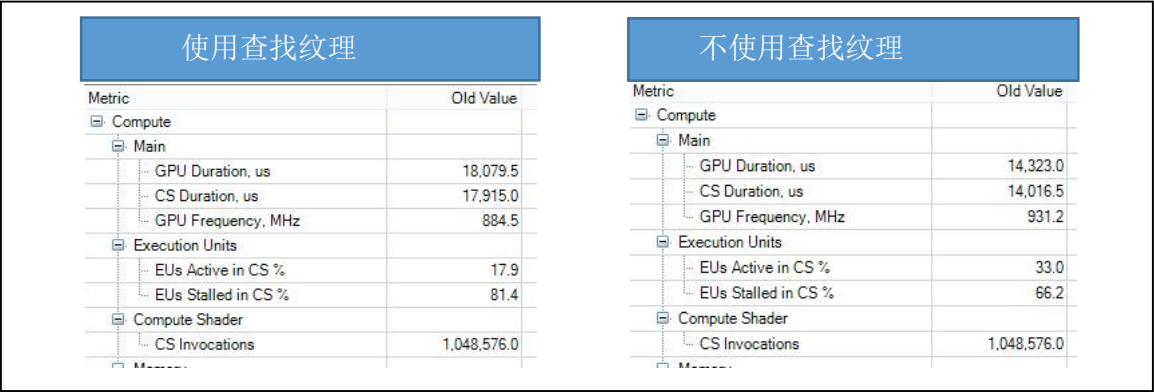 使用查找纹理
Metric Old Value
Compute
Main
GPU Duration, us 18,079.5
CS Duration, us 17,915.0
GPU Frequency, MHz 884.5
Execution Units
EUs Active in CS % 17.9
EUs Stalled in CS % 81.4
Compute Shader
CS Invocations 1,048,576.0
不使用查找纹理
Metric Old Value
Compute
Main
GPU Duration, us 14,323.0
CS Duration, us 14,016.5
GPU Frequency, MHz 931.2
Execution Units
EUs Active in CS % 33.0
EUs Stalled in CS % 66.2
Compute Shader
CS Invocations 1,048,576.0